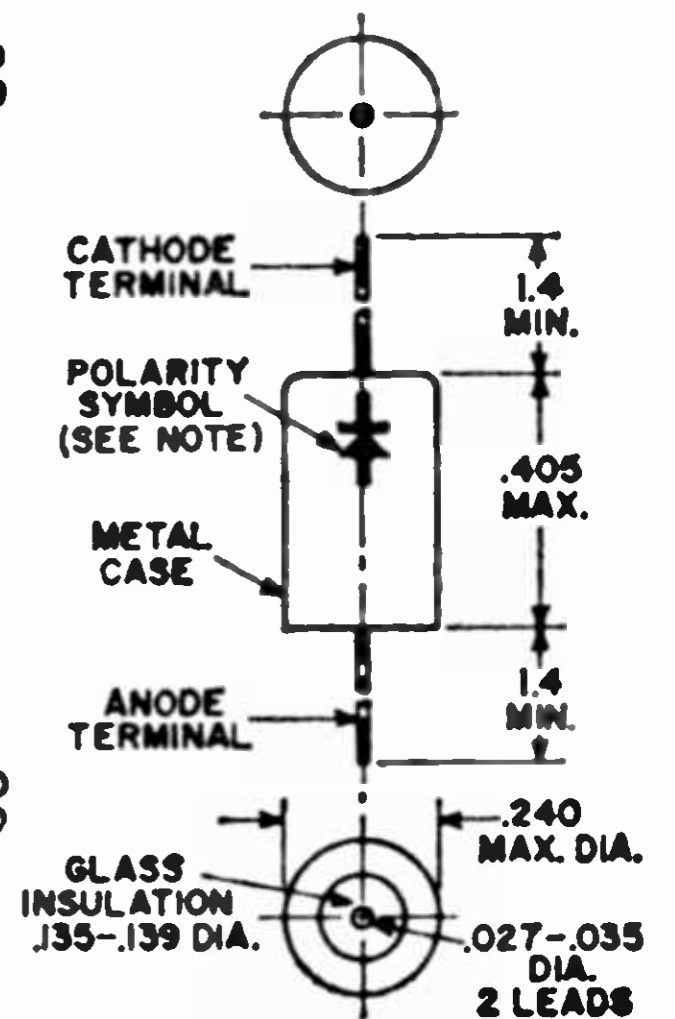 CATHODE
TERMINAL
1.4
MIN.
POLARITY
SYMBOL
(SEE NOTE)
.405
MAX.
METAL
CASE
1.4
MIN.
ANODE
TERMINAL
.240
MAX. DIA.
GLASS
INSULATION
.135-.139 DIA.
.027-.035
DIA.
2 LEADS